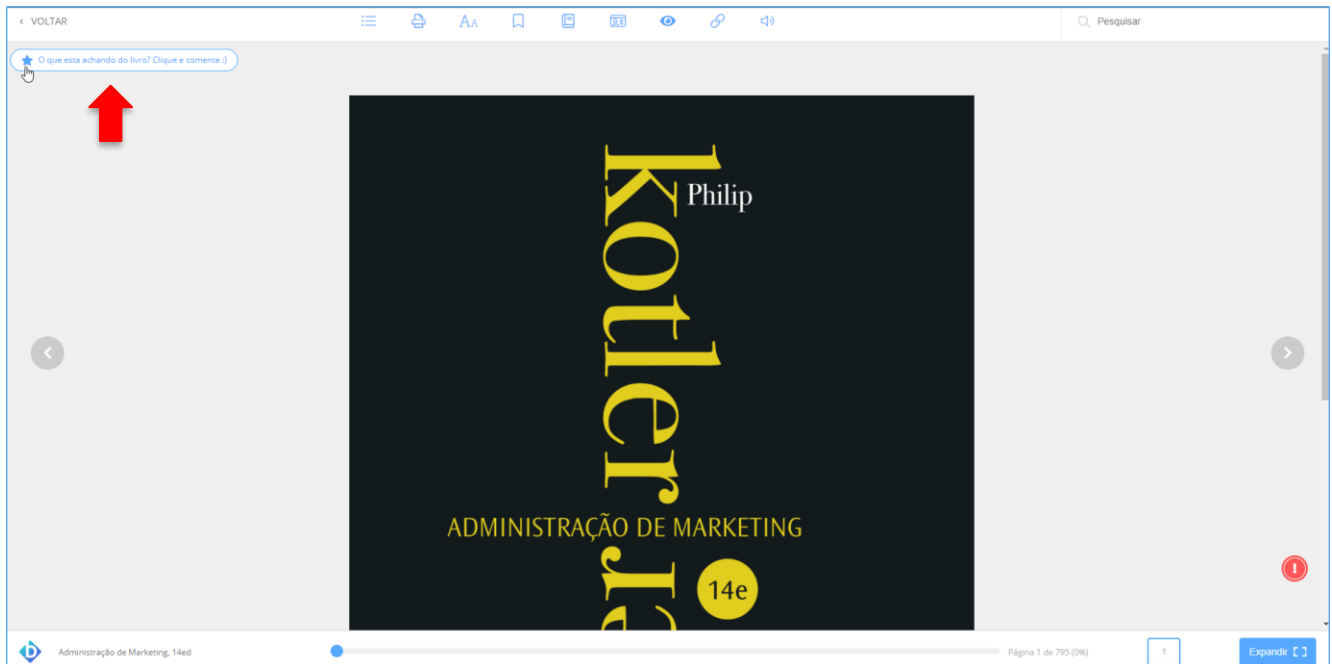 VOLTAR
AA
Pesquisar
O que esta achando do livro? Clique e comente :)
kotler
Philip
ADMINISTRAÇÃO DE MARKETING
14e
Administração de Marketing, 14ed
Página 1 de 795 (0%)
1
Expandir